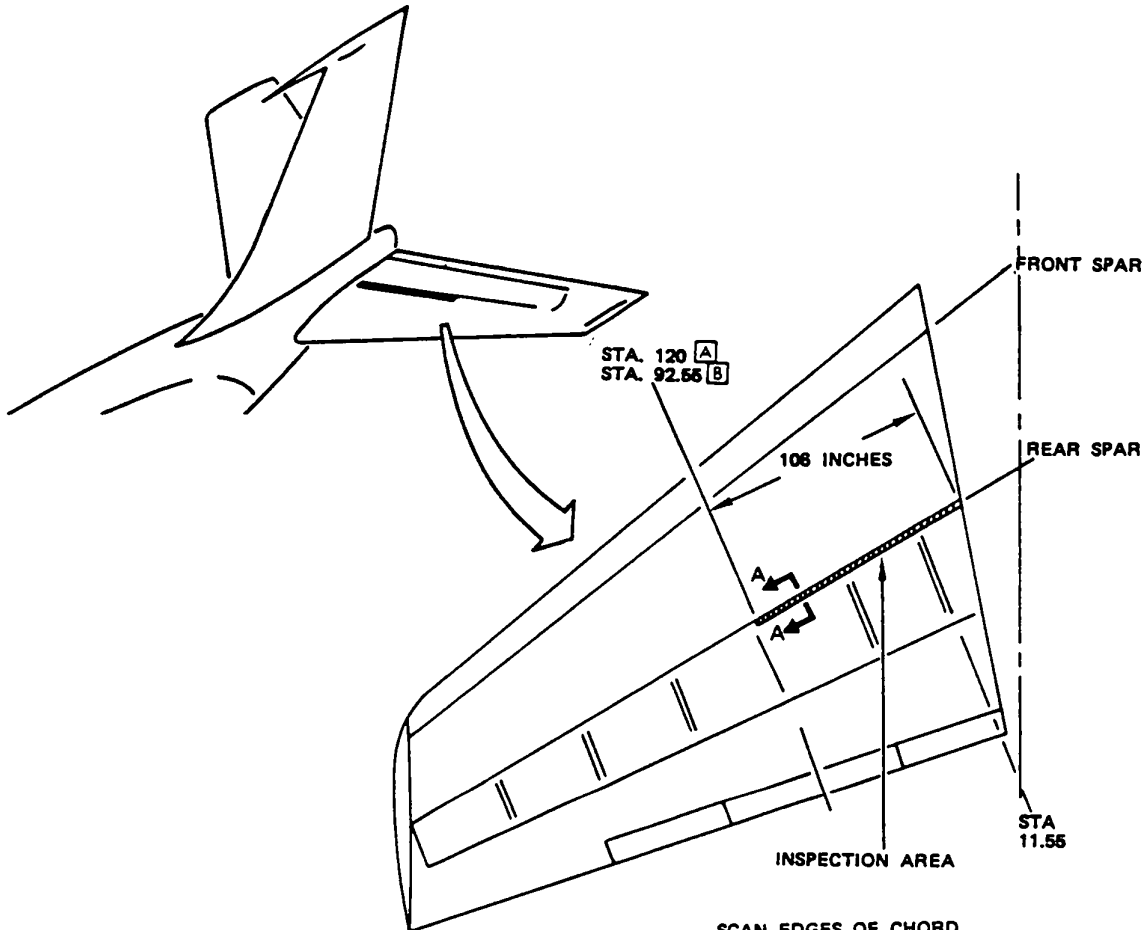 FRONT SPAR
STA. 120 A
STA. 92.55 B
REAR SPAR
106 INCHES
A
A
STA
11.55
INSPECTION AREA
SCAN EDGES OF CHORD